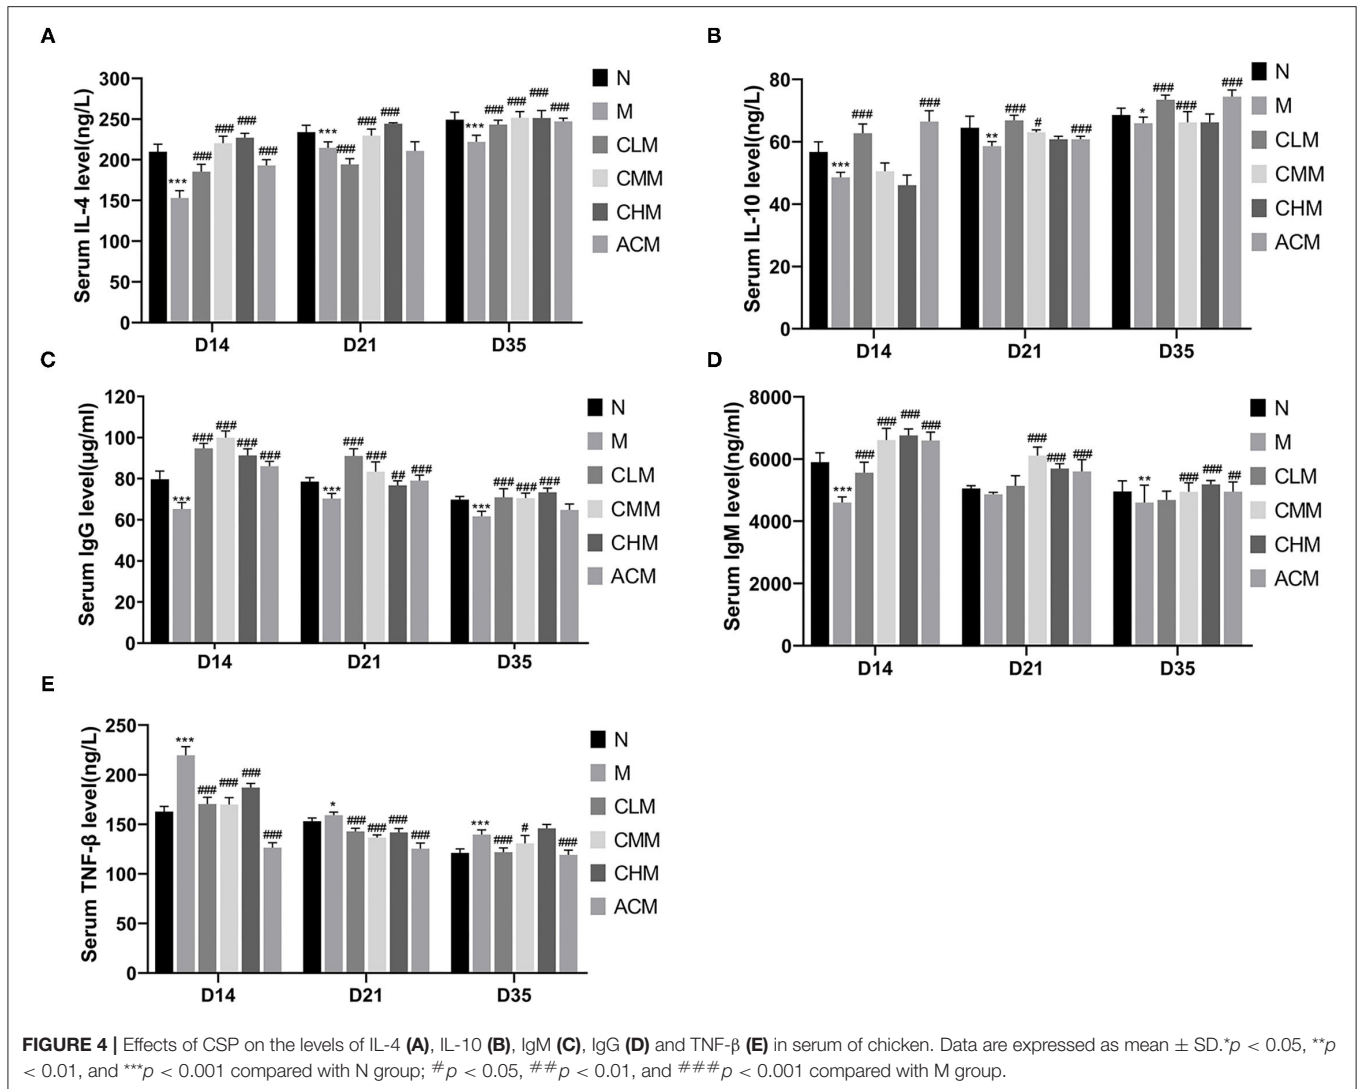 A
Serum IL-4 level(ng/L)
300
250
200
150
100
50
0
***
###
###
###
###
***
###
###
###
***
###
###
###
###
D14
D21
D35
N
M
CLM
CMM
CHM
ACM
B
Serum IL-10 level(ng/L)
80
60
40
20
0
***
###
###
**
###
#
###
*
###
###
###
D14
D21
D35
N
M
CLM
CMM
CHM
ACM
C
Serum IgG level(μg/ml)
120
100
80
60
40
20
0
***
###
###
###
###
***
###
###
##
###
***
###
###
###
D14
D21
D35
N
M
CLM
CMM
CHM
ACM
D
Serum IgM level(ng/ml)
8000
6000
4000
2000
0
***
###
###
###
###
###
###
###
**
###
###
##
D14
D21
D35
N
M
CLM
CMM
CHM
ACM
E
Serum TNF-β level(ng/L)
250
200
150
100
50
0
***
###
###
###
###
*
###
###
###
###
***
###
#
###
D14
D21
D35
N
M
CLM
CMM
CHM
ACM
FIGURE 4 | Effects of CSP on the levels of IL-4 (A), IL-10 (B), IgM (C), IgG (D) and TNF-β (E) in serum of chicken. Data are expressed as mean ± SD.*p < 0.05, **p
< 0.01, and ***p < 0.001 compared with N group; #p < 0.05, ##p < 0.01, and ###p < 0.001 compared with M group.